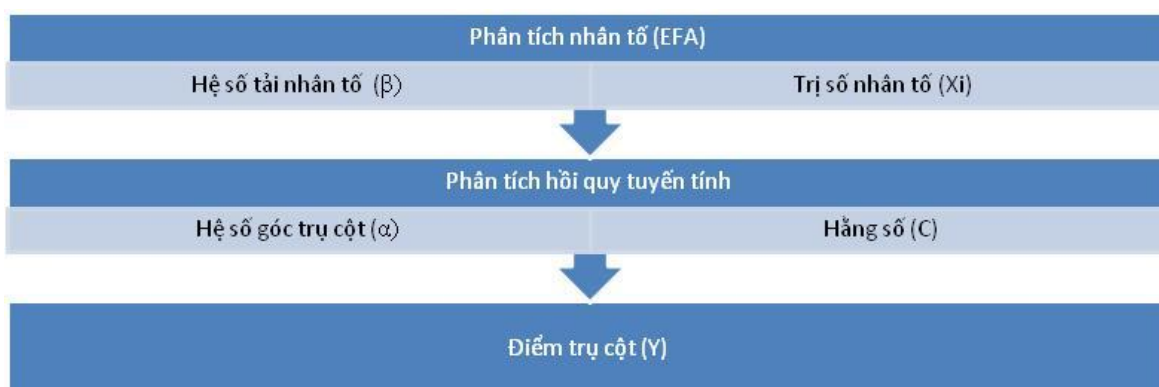 Phân tích nhân tố (EFA)
Hệ số tải nhân tố (β)
Trị số nhân tố (Xi)
Phân tích hồi quy tuyến tính
Hệ số góc trụ cột (α)
Hằng số (C)
Điểm trụ cột (Y)